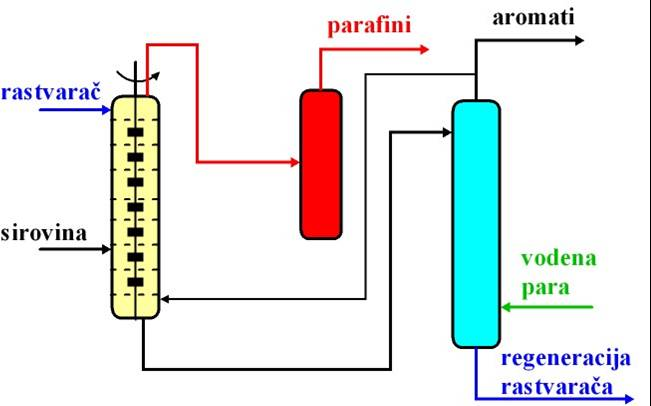 aromati
parafini
rastvarač
sirovina
vodena
para
regeneracija
rastvarača